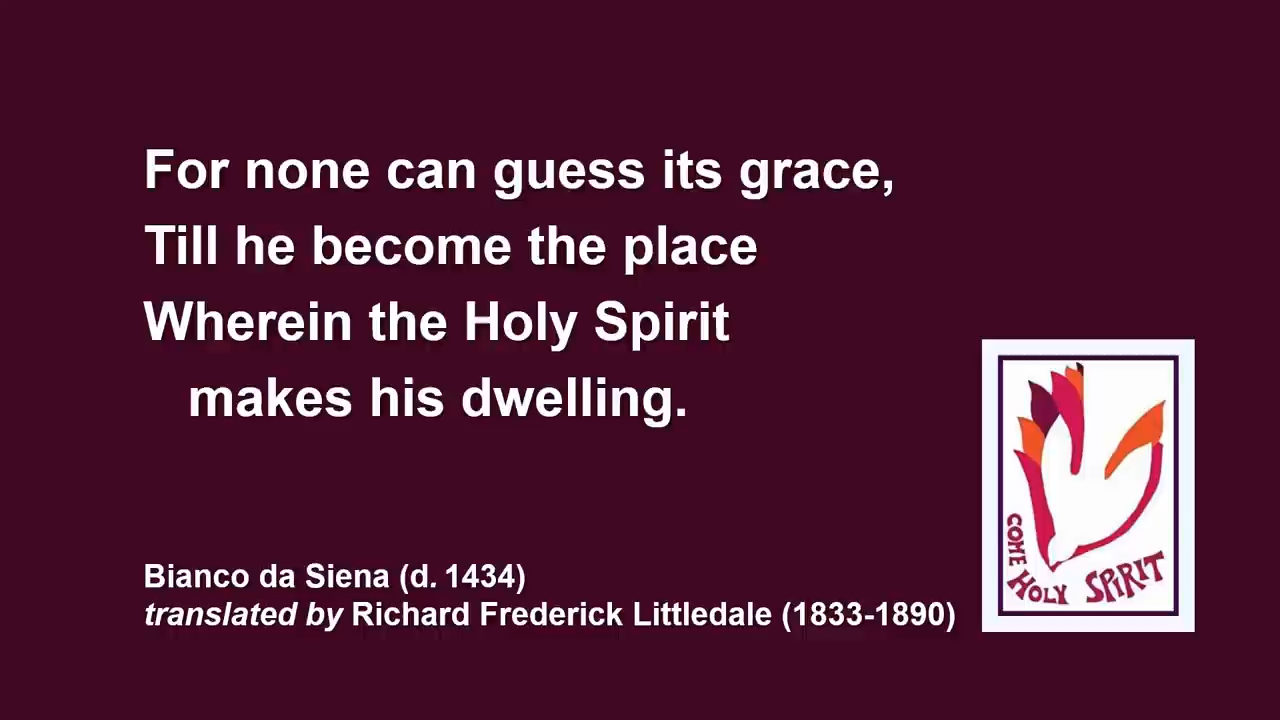 For none can guess its grace,
Till he become the place
Wherein the Holy Spirit
makes his dwelling.
Bianco da Siena (d. 1434)
translated by Richard Frederick Littledale (1833-1890)
COME HOLY SPIRIT